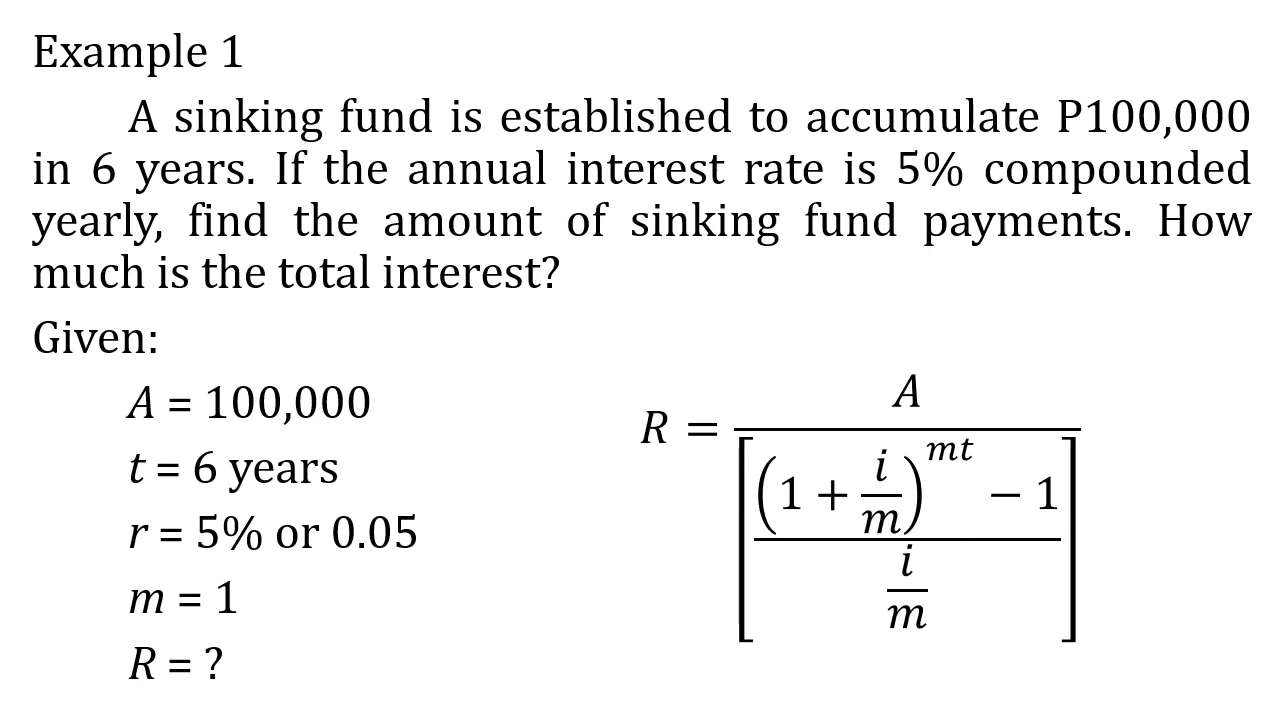 Example 1
A sinking fund is established to accumulate P100,000
in 6 years. If the annual interest rate is 5% compounded
yearly, find the amount of sinking fund payments. How
much is the total interest?
Given:
A = 100,000
t = 6 years
r = 5% or 0.05
m = 1
R = ?
R = A / [((1 + i/m)^mt − 1) / (i/m)]